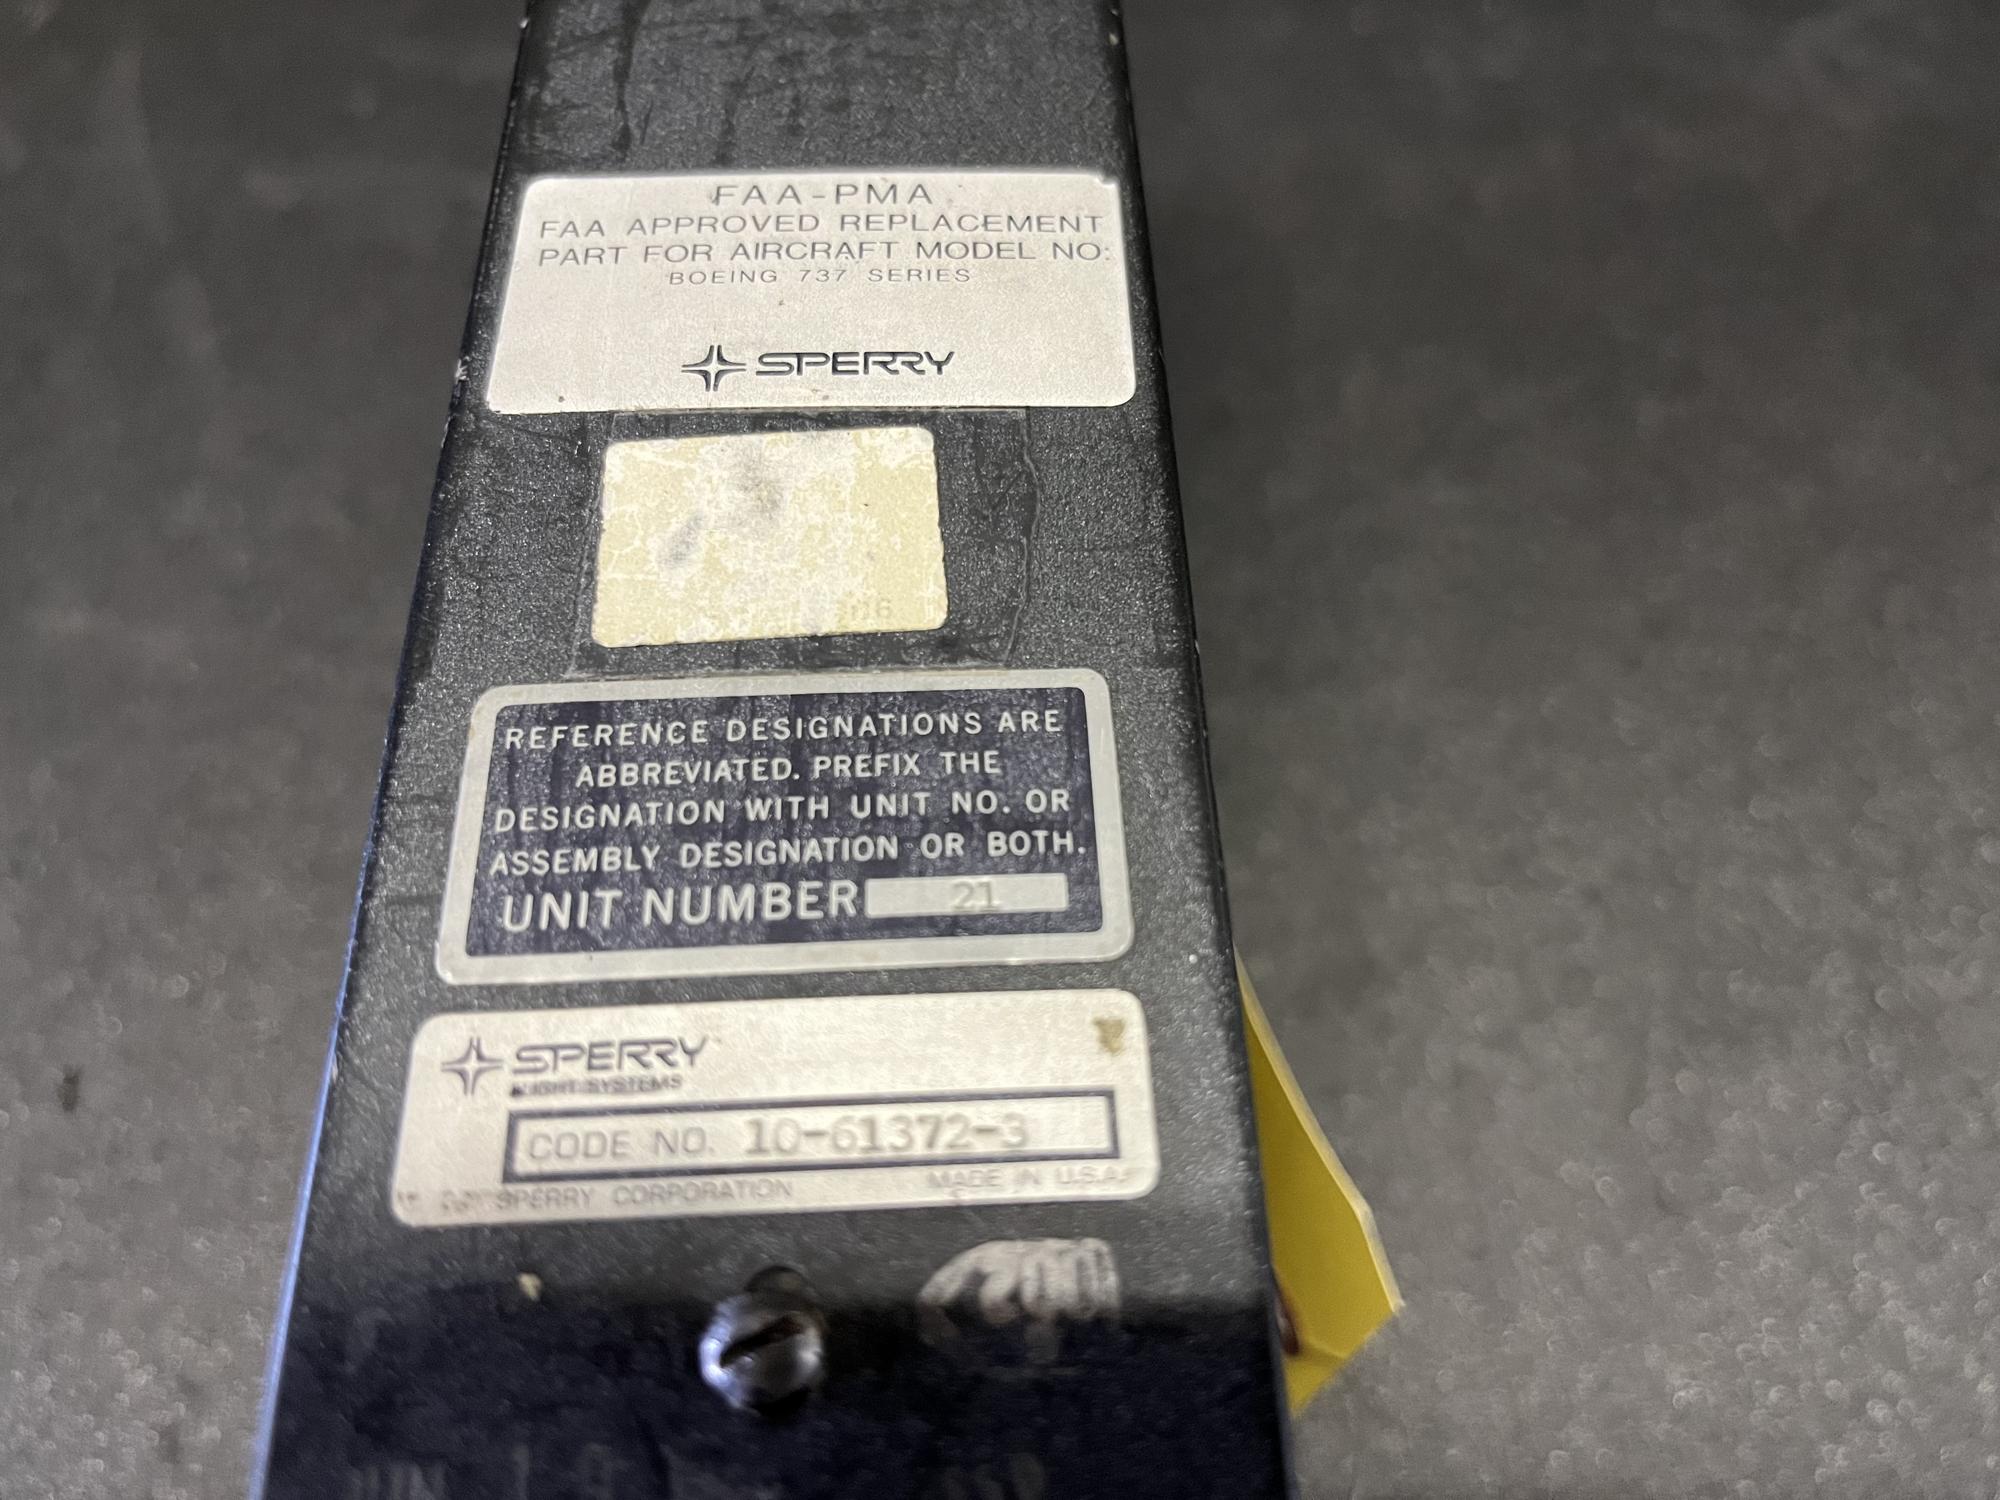 FAA-PMA
FAA APPROVED REPLACEMENT
PART FOR AIRCRAFT MODEL NO:
BOEING 737 SERIES
SPERRY
REFERENCE DESIGNATIONS ARE
ABBREVIATED. PREFIX THE
DESIGNATION WITH UNIT NO. OR
ASSEMBLY DESIGNATION OR BOTH.
UNIT NUMBER 21
SPERRY
FLIGHT SYSTEMS
CODE NO. 10-61372-3
SPERRY CORPORATION MADE IN U.S.A.